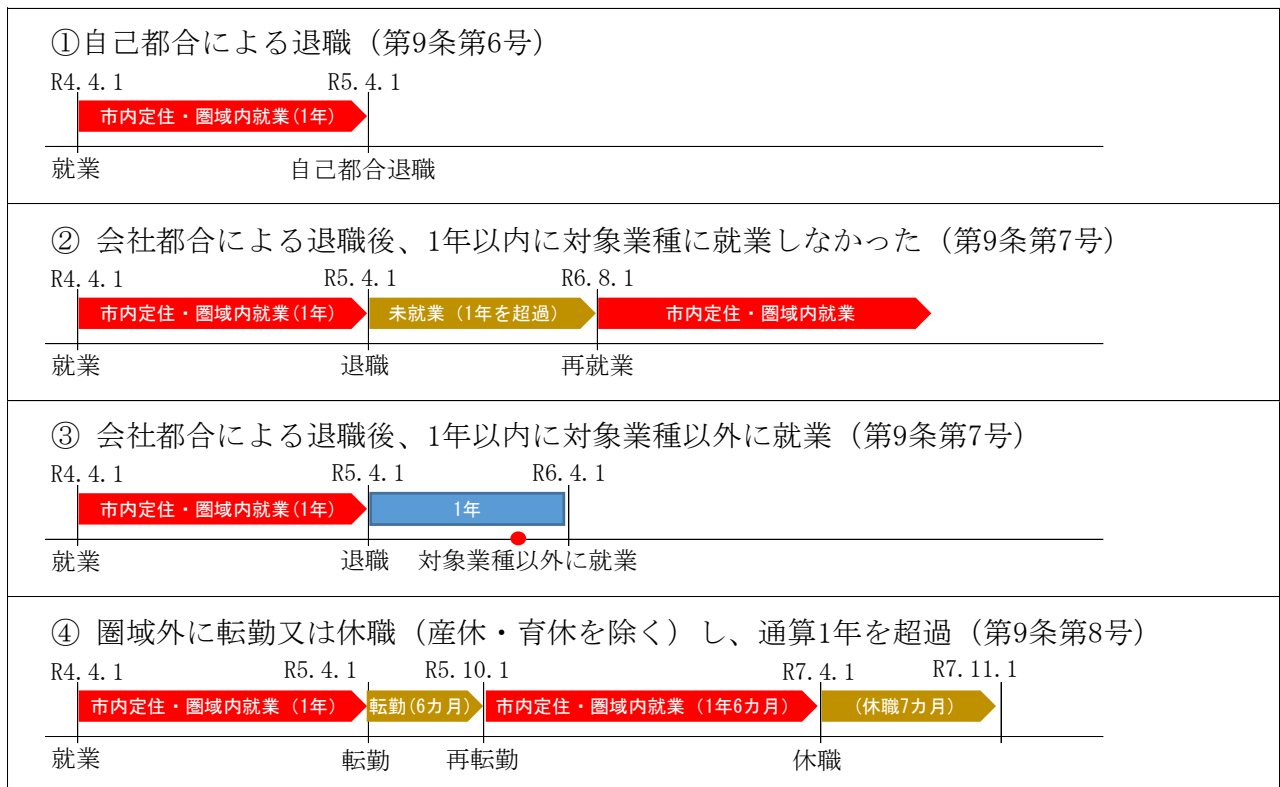 ①自己都合による退職（第9条第6号）
R4.4.1 R5.4.1
市内定住・圏域内就業(1年)
就業 自己都合退職
② 会社都合による退職後、1年以内に対象業種に就業しなかった（第9条第7号）
R4.4.1 R5.4.1 R6.8.1
市内定住・圏域内就業(1年) 未就業（1年を超過） 市内定住・圏域内就業
就業 退職 再就業
③ 会社都合による退職後、1年以内に対象業種以外に就業（第9条第7号）
R4.4.1 R5.4.1 R6.4.1
市内定住・圏域内就業(1年) 1年
就業 退職 対象業種以外に就業
④ 圏域外に転勤又は休職（産休・育休を除く）し、通算1年を超過（第9条第8号）
R4.4.1 R5.4.1 R5.10.1 R7.4.1 R7.11.1
市内定住・圏域内就業（1年） 転勤(6カ月) 市内定住・圏域内就業（1年6カ月） （休職7カ月）
就業 転勤 再転勤 休職